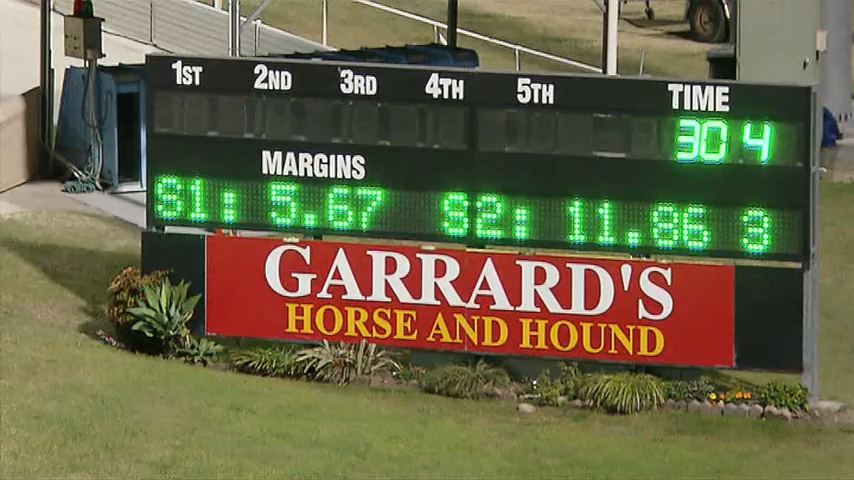 1ST 2ND 3RD 4TH 5TH TIME
30 4
MARGINS
S1: 5.67 S2: 11.86 3
GARRARD'S
HORSE AND HOUND